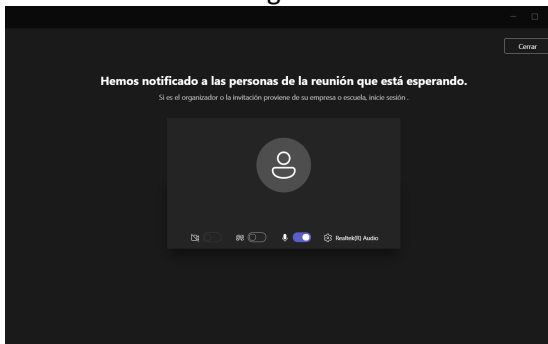 Cerrar
Hemos notificado a las personas de la reunión que está esperando.
Si es el organizador o la invitación proviene de su empresa o escuela, inicie sesión.
Realtek(R) Audio